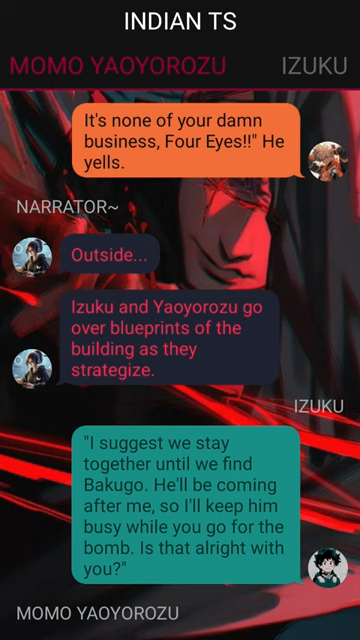 INDIAN TS
MOMO YAOYOROZU IZUKU
It's none of your damn
business, Four Eyes!!" He
yells.
NARRATOR~
Outside...
Izuku and Yaoyorozu go
over blueprints of the
building as they
strategize.
IZUKU
"I suggest we stay
together until we find
Bakugo. He'll be coming
after me, so I'll keep him
busy while you go for the
bomb. Is that alright with
you?"
MOMO YAOYOROZU